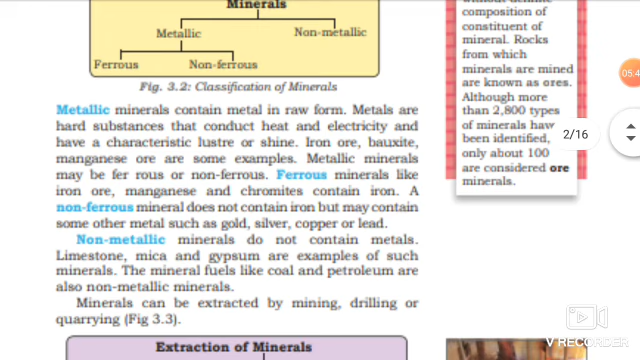 Minerals
Metallic
Non-metallic
Ferrous
Non-ferrous
Fig. 3.2: Classification of Minerals
Metallic minerals contain metal in raw form. Metals are
hard substances that conduct heat and electricity and
have a characteristic lustre or shine. Iron ore, bauxite,
manganese ore are some examples. Metallic minerals
may be fer rous or non-ferrous. Ferrous minerals like
iron ore, manganese and chromites contain iron. A
non-ferrous mineral does not contain iron but may contain
some other metal such as gold, silver, copper or lead.
Non-metallic minerals do not contain metals.
Limestone, mica and gypsum are examples of such
minerals. The mineral fuels like coal and petroleum are
also non-metallic minerals.
Minerals can be extracted by mining, drilling or
quarrying (Fig 3.3).
Extraction of Minerals
without definite
composition of
constituent of
mineral. Rocks
from which
minerals are mined
are known as ores.
Although more
than 2,800 types
of minerals have
been identified,
only about 100
are considered ore
minerals.
05:4
2/16
V RECORDER